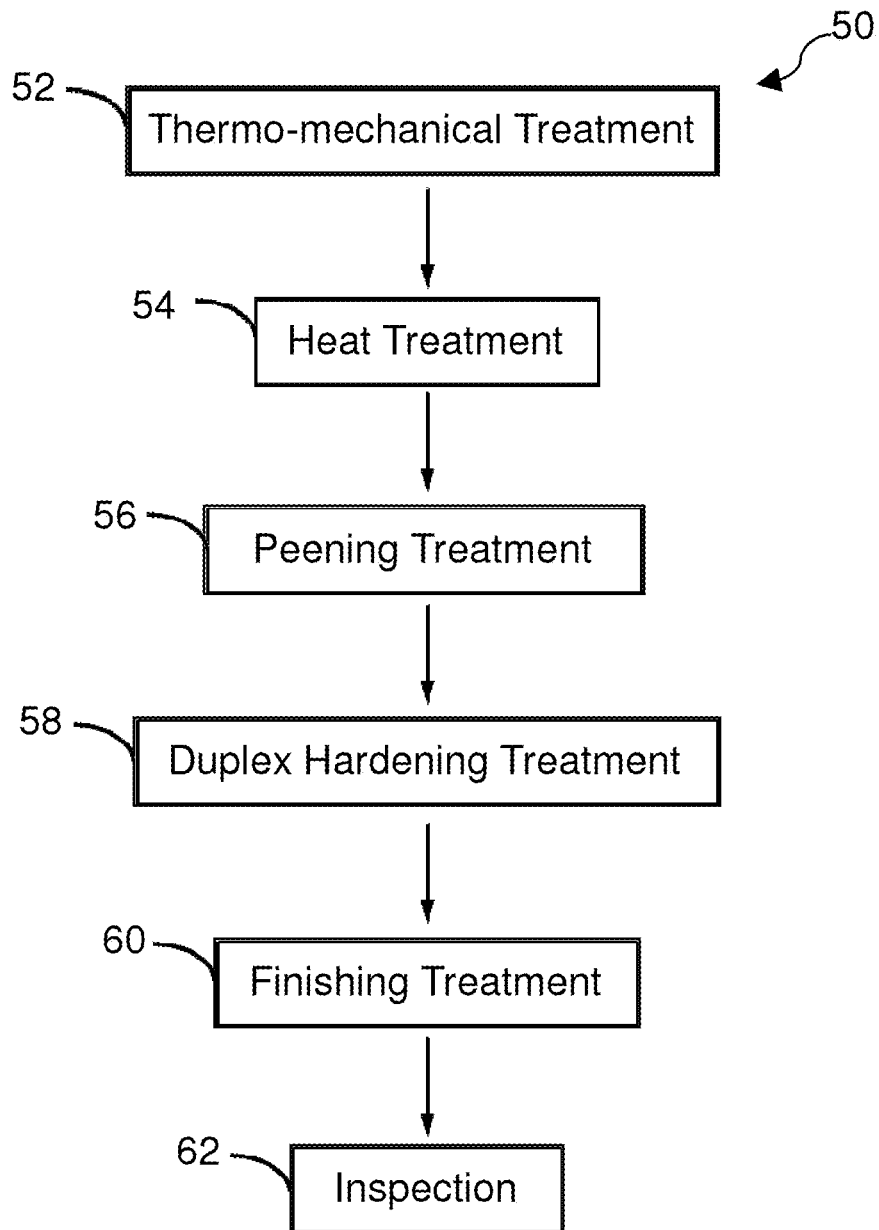 50
52
Thermo-mechanical Treatment
54
Heat Treatment
56
Peening Treatment
58
Duplex Hardening Treatment
60
Finishing Treatment
62
Inspection